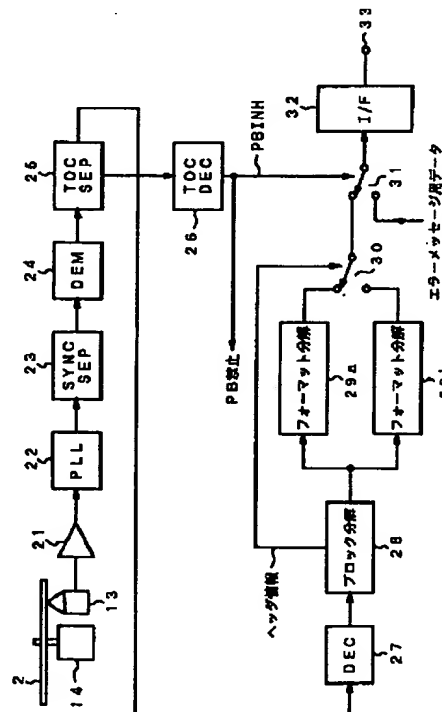 2
14
13
21
22
PLL
23
SYNC
SEP
24
DEM
26
TOC
SEP
TOC
DEC
26
PB禁止
PBINH
DEC
27
ヘッダ情報
ブロック分解
28
フォーマット分解
29a
フォーマット分解
30
31
エラーメッセージ用データ
32
I/F
33